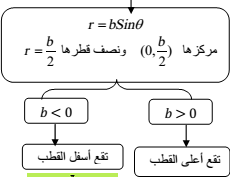 r = bSinθ
مركزها (0, b/2) ونصف قطرها r = b/2
b < 0
b > 0
تقع أسفل القطب
تقع أعلى القطب